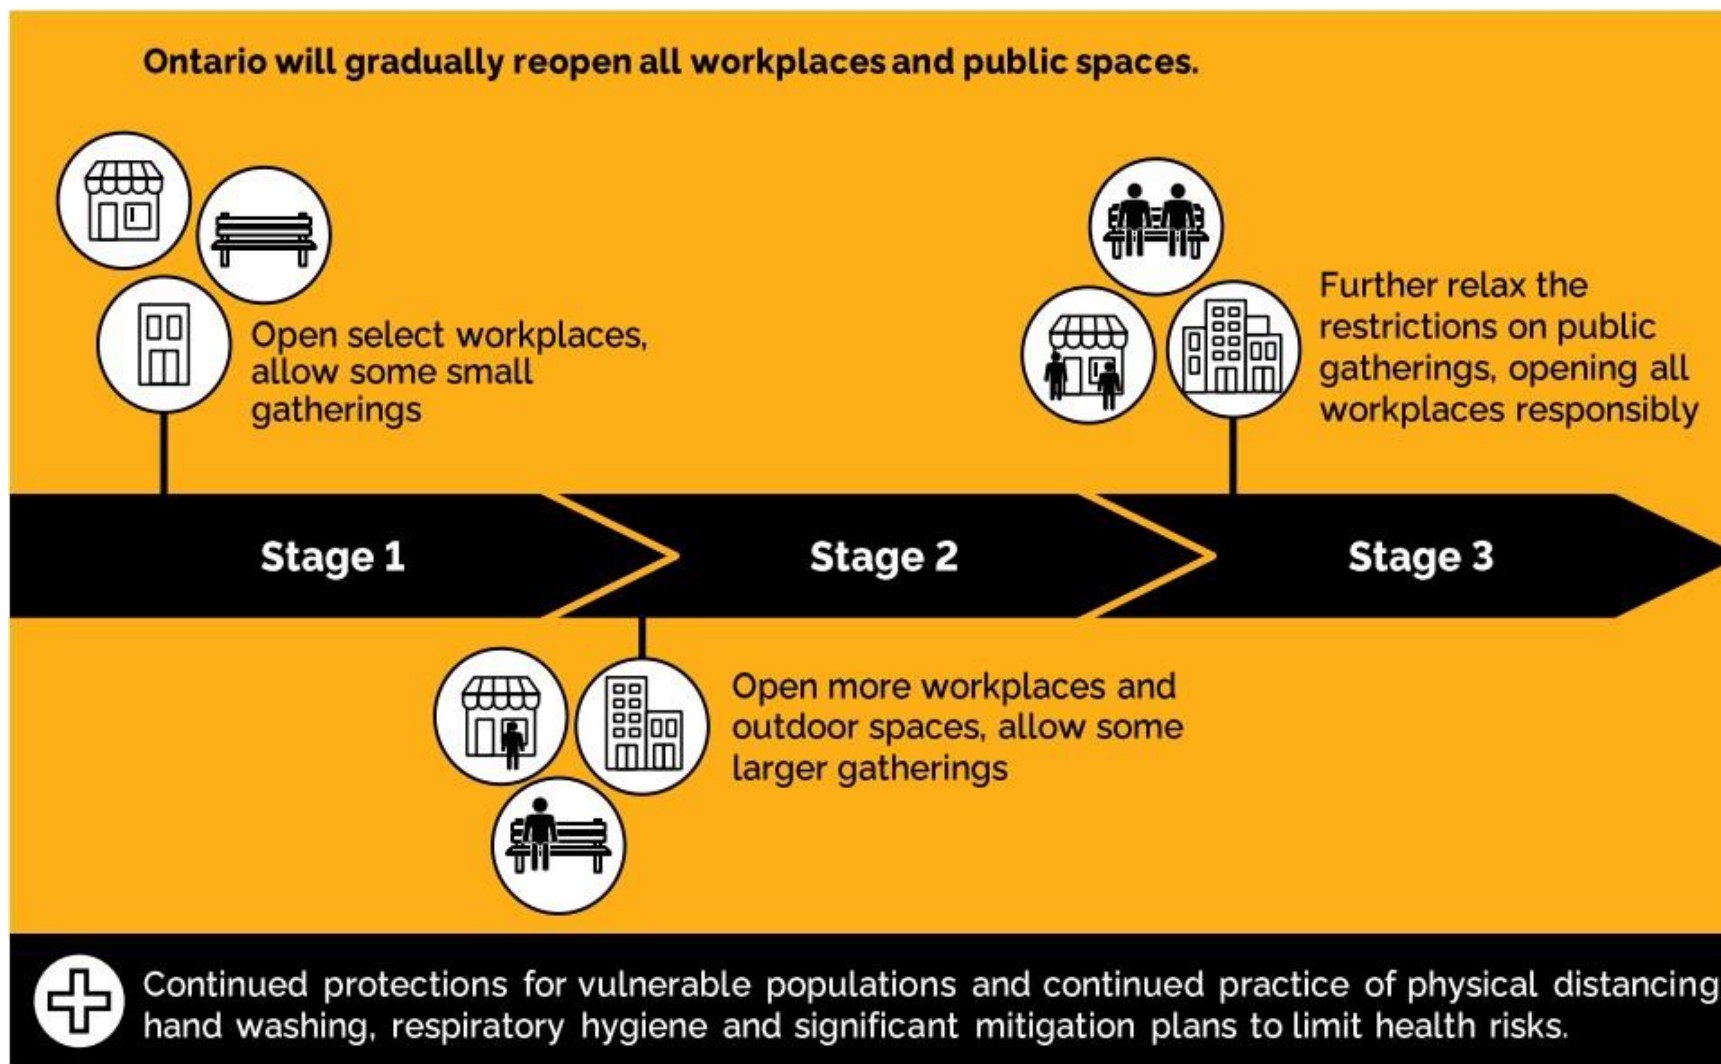 Ontario will gradually reopen all workplaces and public spaces.
Open select workplaces,
allow some small
gatherings
Further relax the
restrictions on public
gatherings, opening all
workplaces responsibly
Stage 1
Stage 2
Stage 3
Open more workplaces and
outdoor spaces, allow some
larger gatherings
Continued protections for vulnerable populations and continued practice of physical distancing
hand washing, respiratory hygiene and significant mitigation plans to limit health risks.